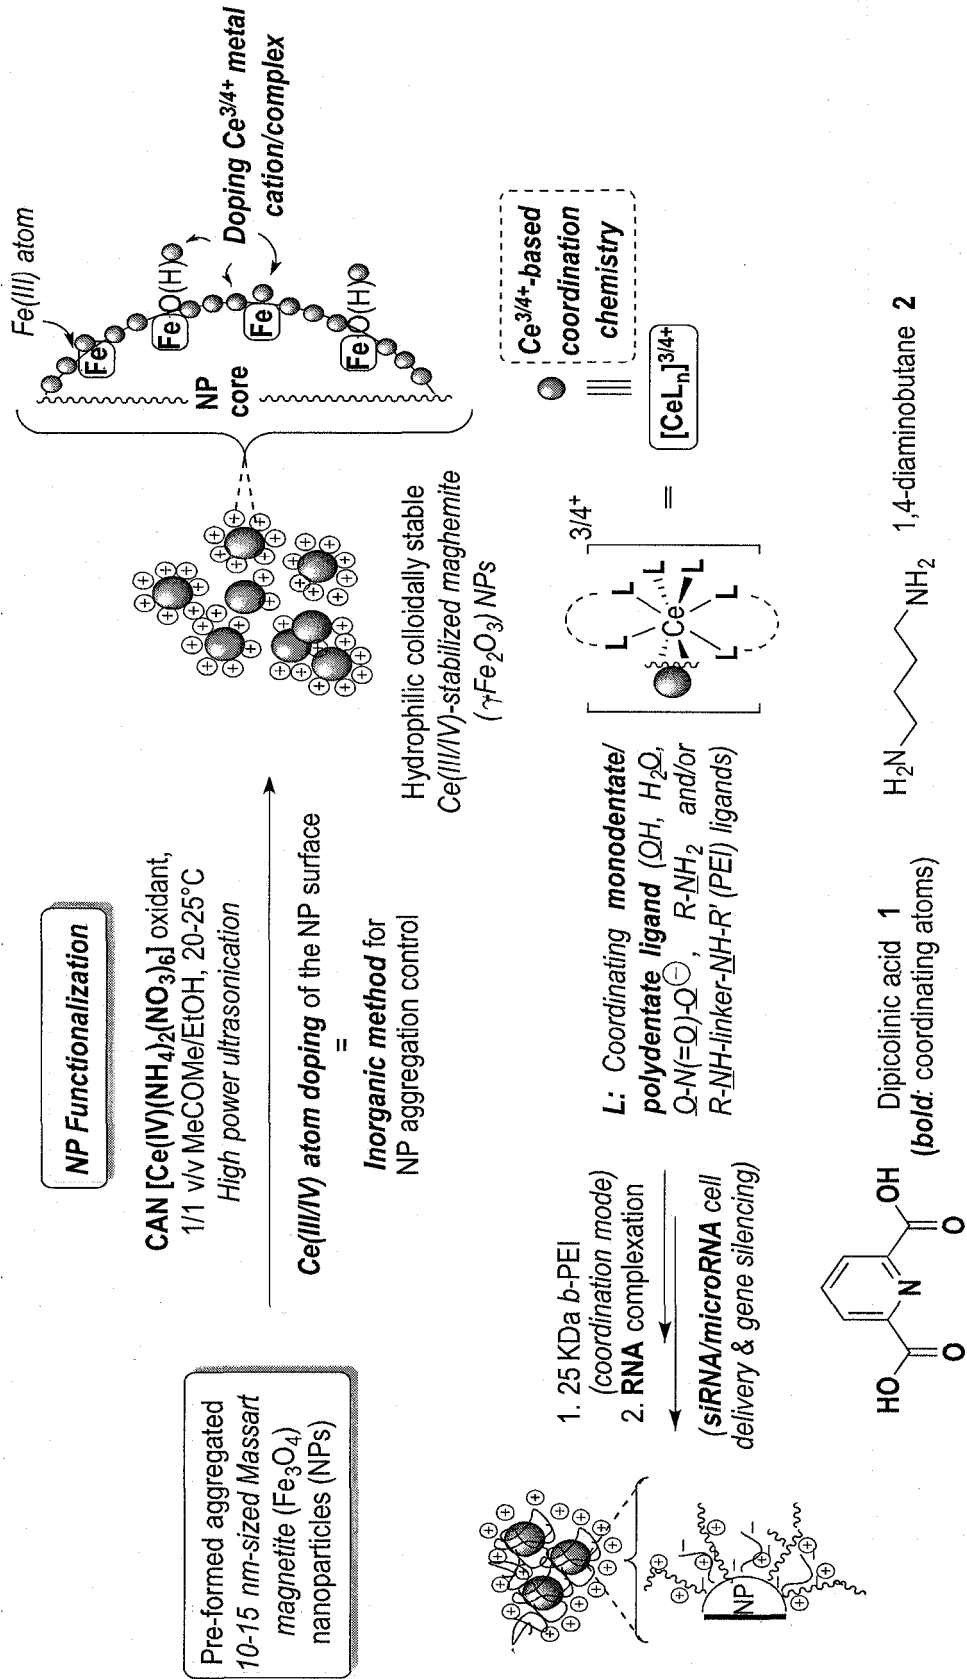 NP Functionalization
Pre-formed aggregated
10-15 nm-sized Massart
magnetite (Fe3O4)
nanoparticles (NPs)
CAN [Ce(IV)(NH4)2(NO3)6] oxidant,
1/1 v/v MeCOMe/EtOH, 20-25°C
High power ultrasonication
Ce(III/IV) atom doping of the NP surface
=
Inorganic method for
NP aggregation control
Hydrophilic colloidally stable
Ce(III/IV)-stabilized maghemite
(γFe2O3) NPs
Fe(III) atom
NP
core
Fe
Fe
O(H)
Fe
Fe
O(H)
Doping Ce3/4+ metal
cation/complex
NP
1. 25 KDa b-PEI
(coordination mode)
2. RNA complexation
(siRNA/microRNA cell
delivery & gene silencing)
L: Coordinating monodentate/
polydentate ligand (OH, H2O,
O-N(=O)-O⊖, R-NH2 and/or
R-NH-linker-NH-R' (PEI) ligands)
3/4+
L
L
L
L
Ce
L
L
=
[CeLn]3/4+
Ce3/4+-based
coordination
chemistry
HO
O
N
O
OH
Dipicolinic acid 1
(bold: coordinating atoms)
H2N
NH2
1,4-diaminobutane 2